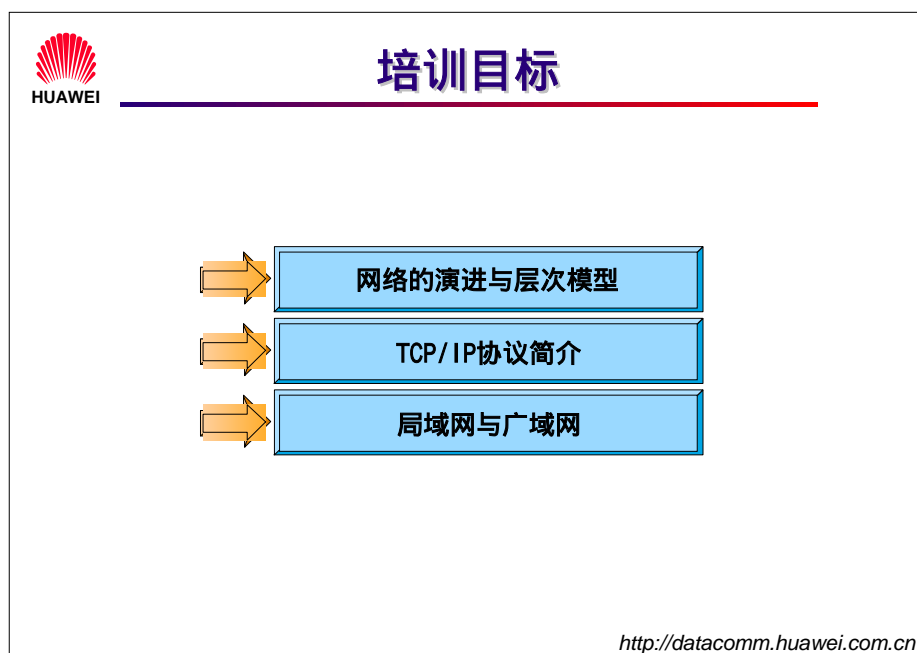 HUAWEI
培训目标
网络的演进与层次模型
TCP/IP协议简介
局域网与广域网
http://datacomm.huawei.com.cn